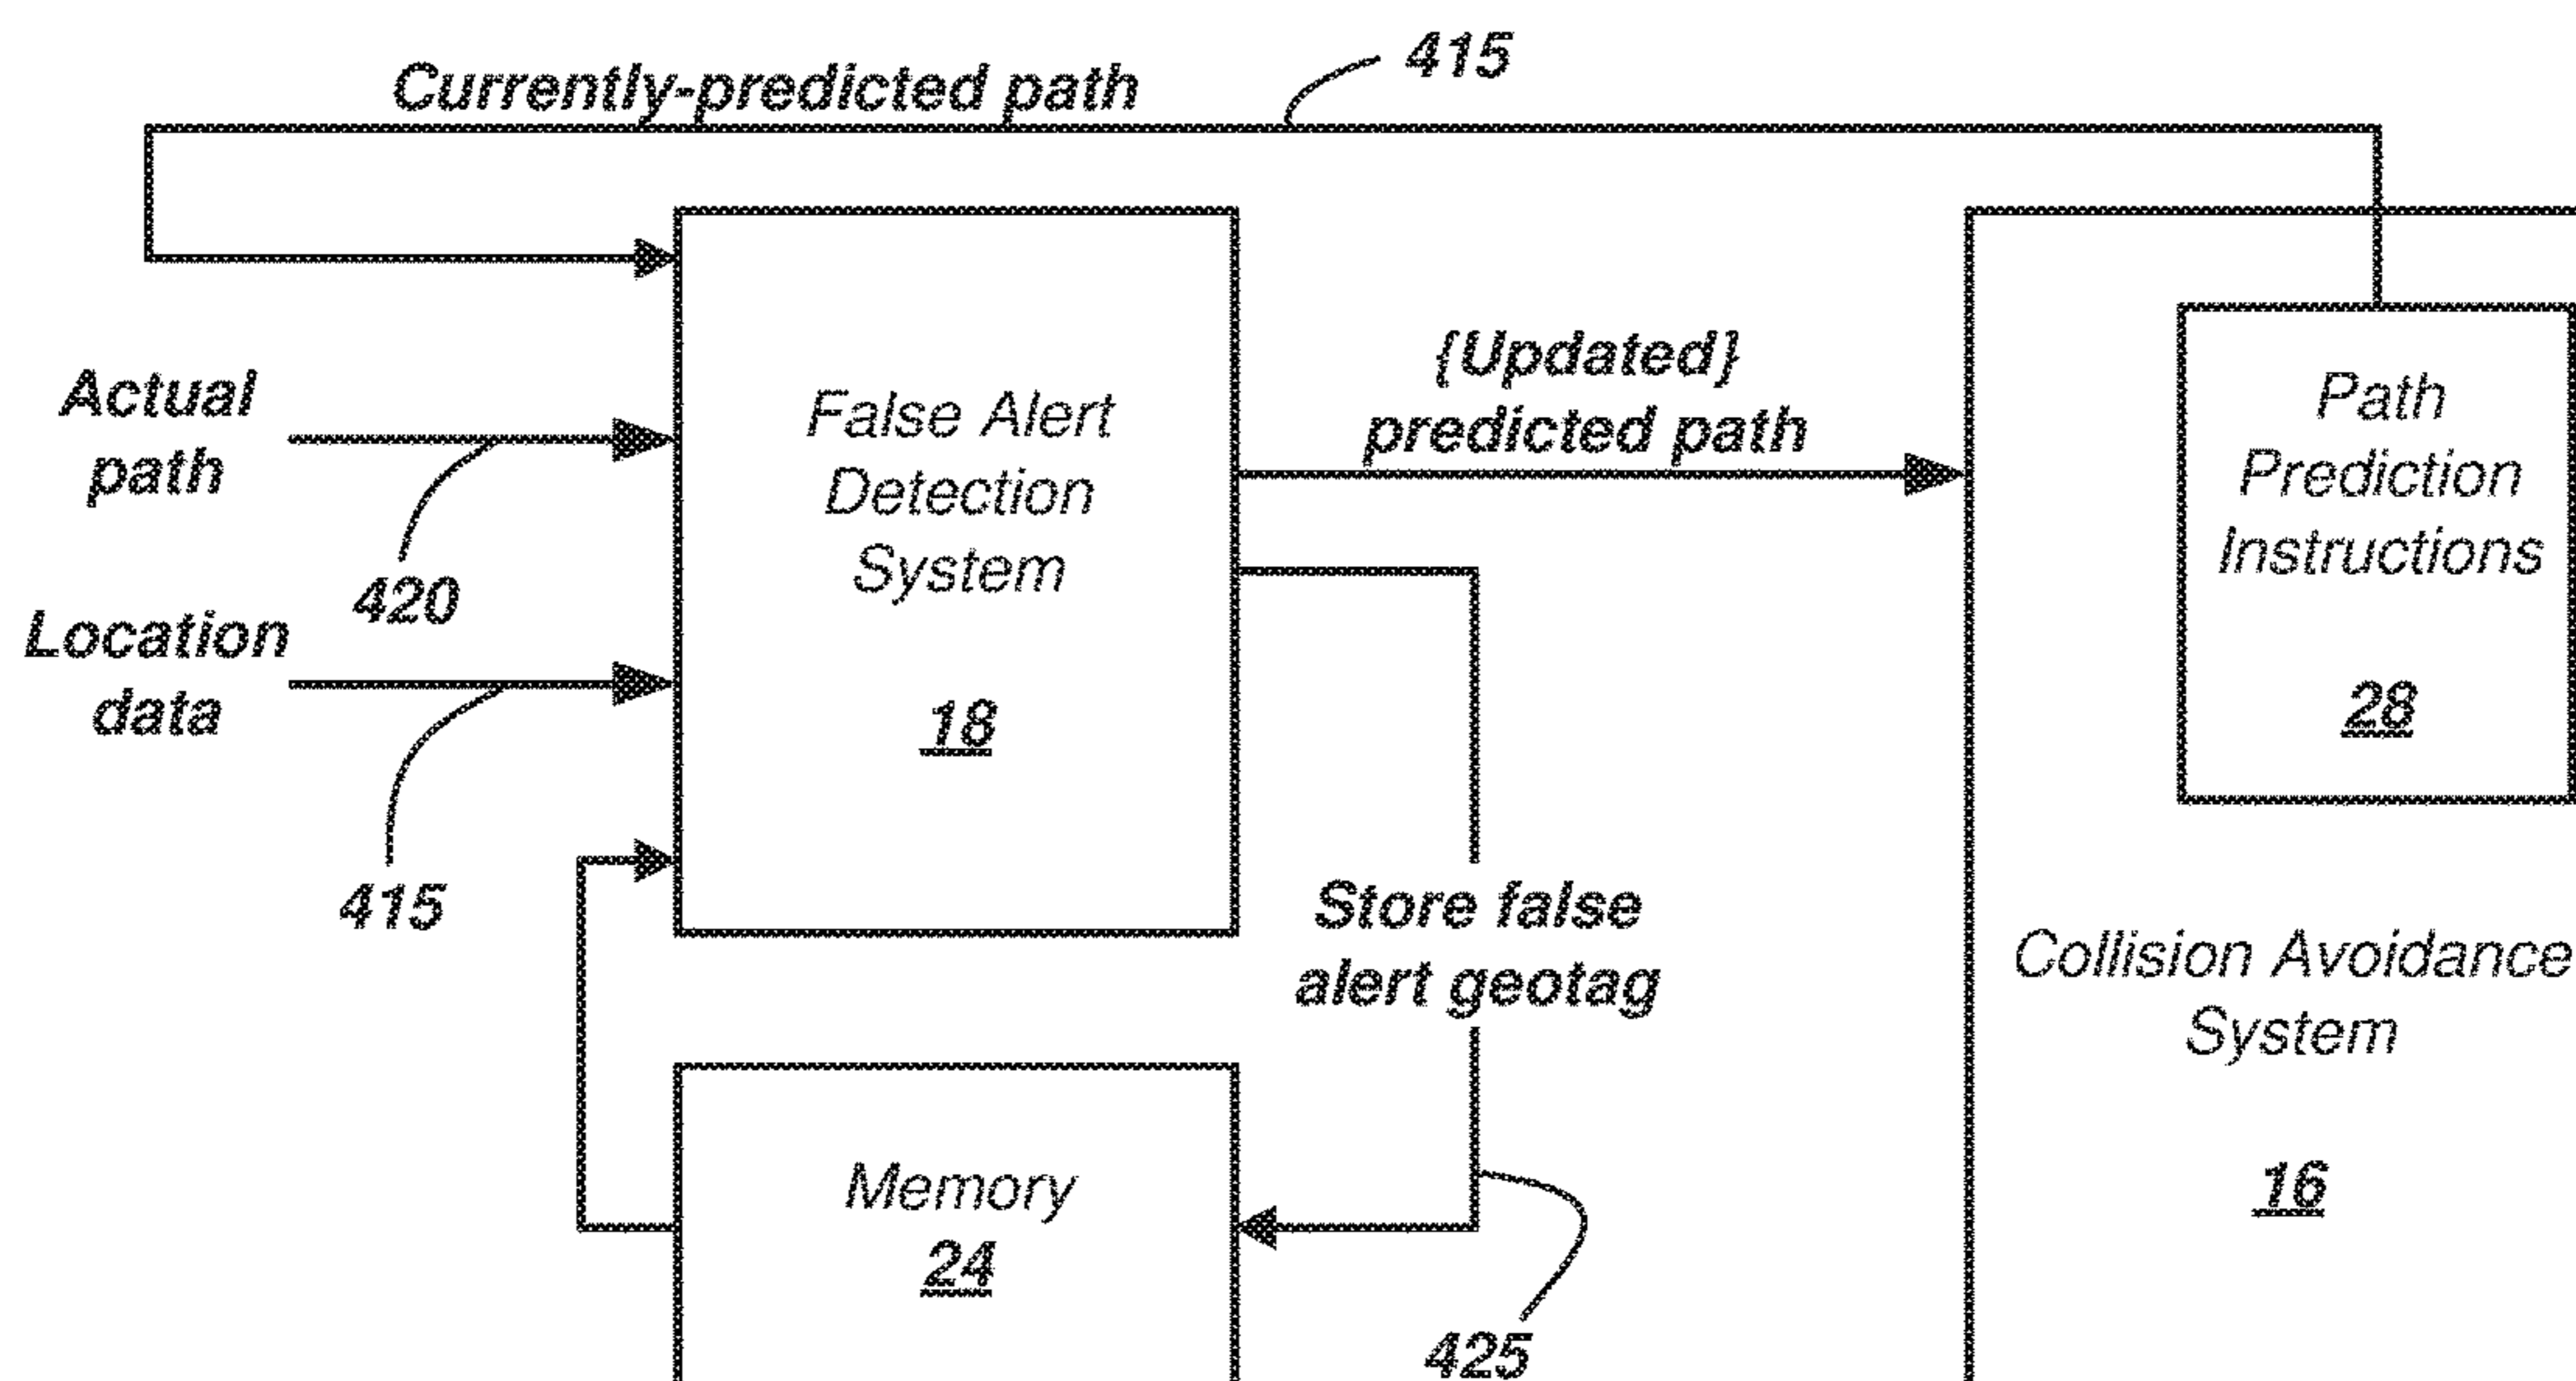 415
Currently-predicted path
Actual
path
420
Location
data
415
False Alert
Detection
System
18
{Updated}
predicted path
Path
Prediction
Instructions
28
Store false
alert geotag
Collision Avoidance
System
16
Memory
24
425